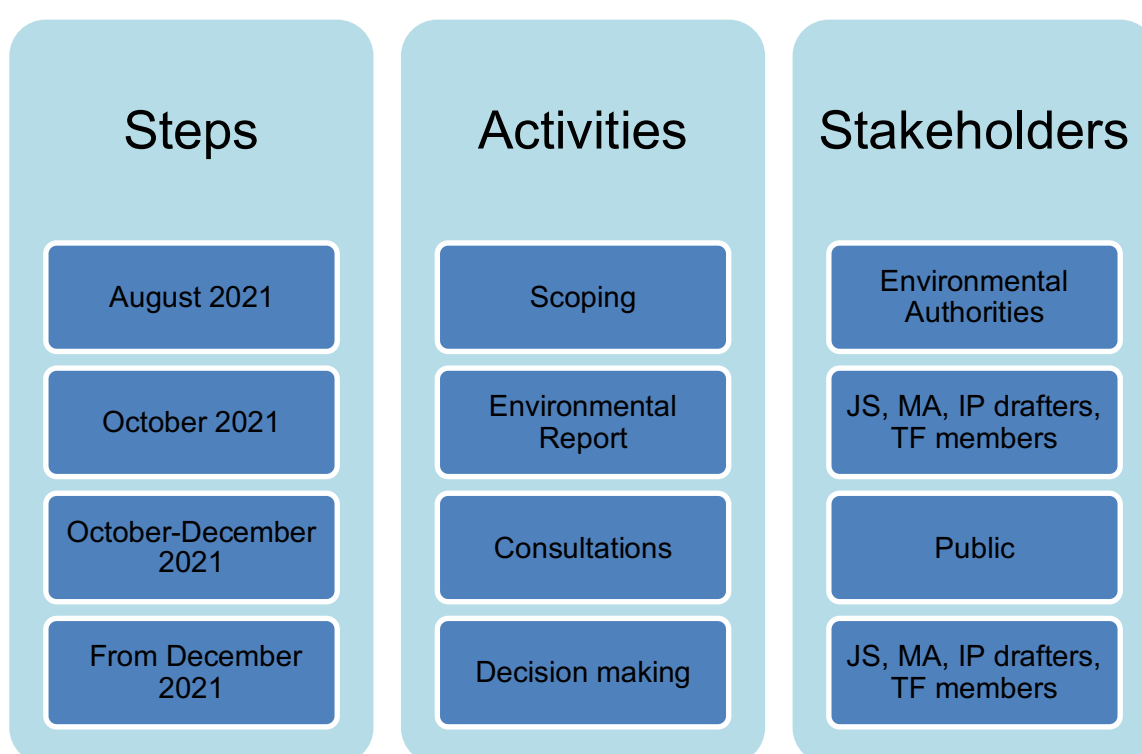 Steps
August 2021
October 2021
October-December
2021
From December
2021
Activities
Scoping
Environmental
Report
Consultations
Decision making
Stakeholders
Environmental
Authorities
JS, MA, IP drafters,
TF members
Public
JS, MA, IP drafters,
TF members